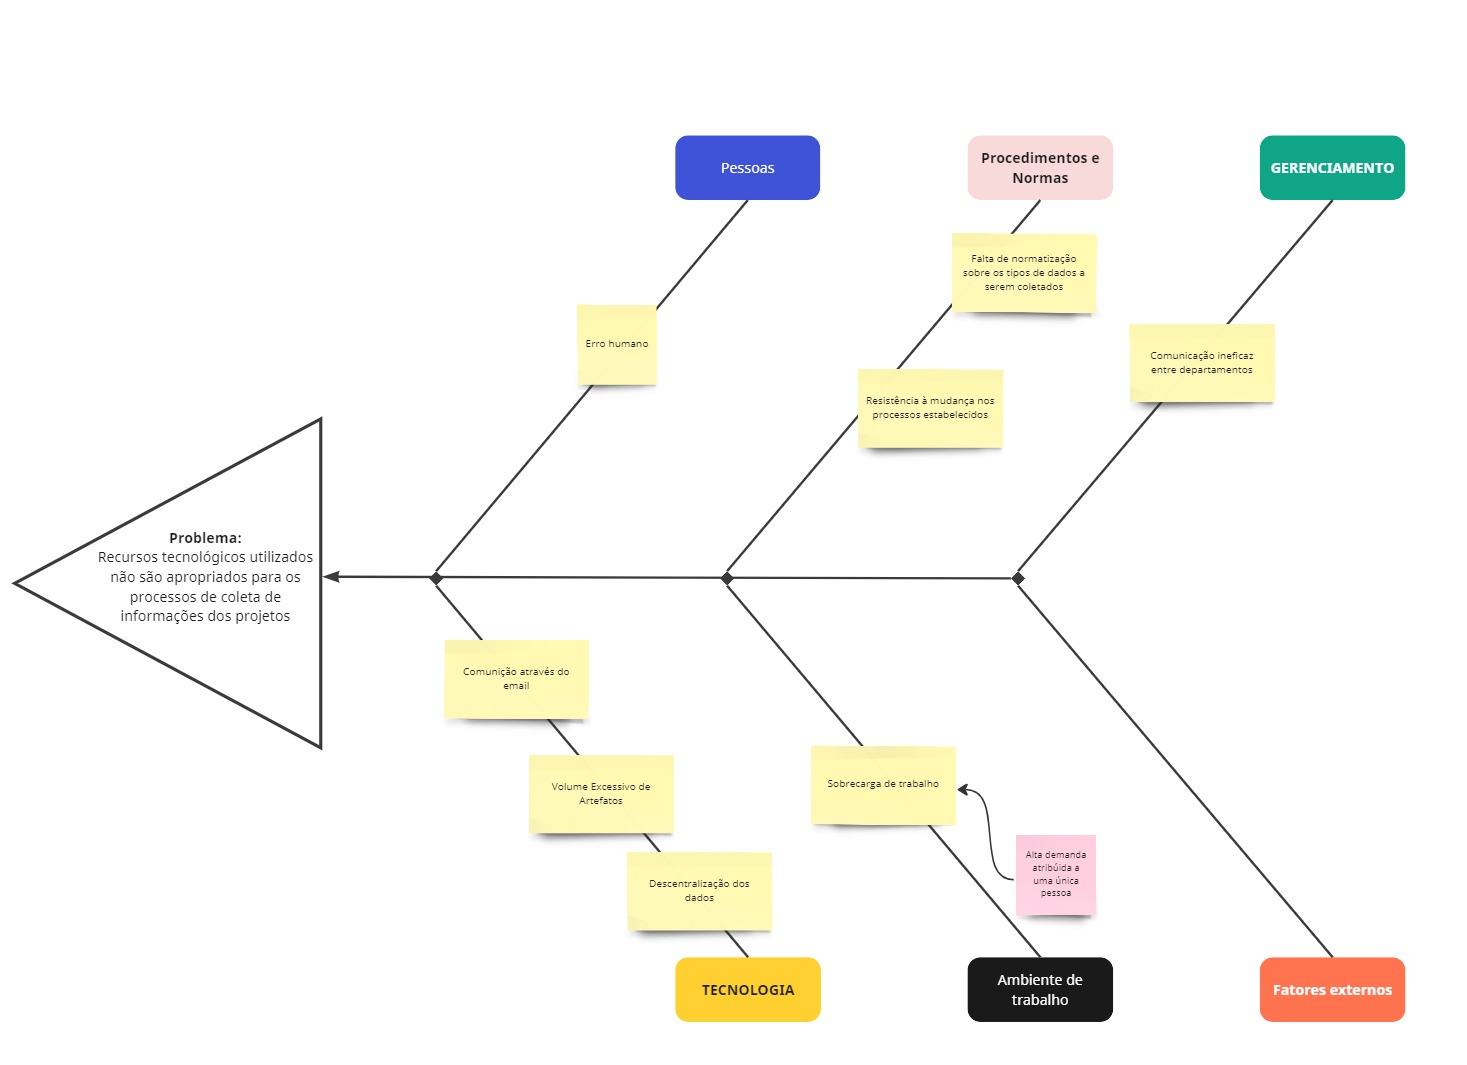 Pessoas
Procedimentos e
Normas
GERENCIAMENTO
Falta de normatização
sobre os tipos de dados a
serem coletados
Erro humano
Comunicação ineficaz
entre departamentos
Resistência à mudança nos
processos estabelecidos
Problema:
Recursos tecnológicos utilizados
não são apropriados para os
processos de coleta de
informações dos projetos
Comunição através do
email
Volume Excessivo de
Artefatos
Sobrecarga de trabalho
Descentralização dos
dados
Alta demanda
atribúida a
uma única
pessoa
TECNOLOGIA
Ambiente de
trabalho
Fatores externos